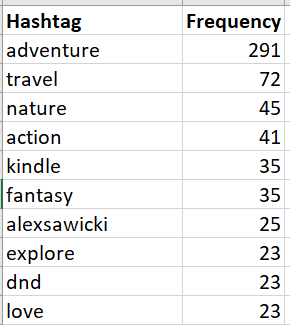 Hashtag Frequency
adventure 291
travel 72
nature 45
action 41
kindle 35
fantasy 35
alexsawicki 25
explore 23
dnd 23
love 23